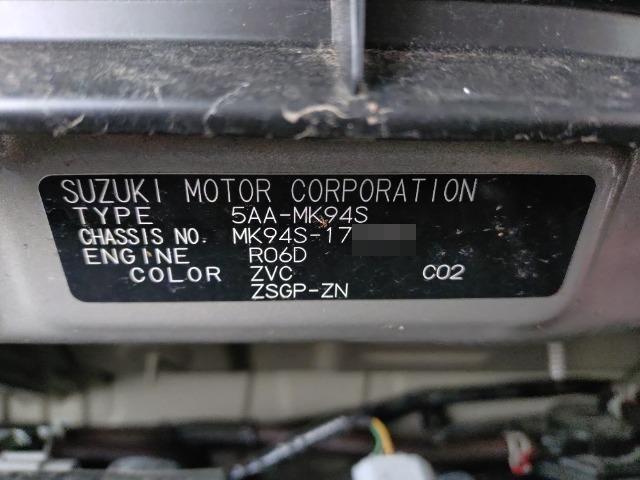 SUZUKI MOTOR CORPORATION
TYPE 5AA-MK94S
CHASSIS NO. MK94S-17
ENGINE R06D
COLOR ZVC C02
ZSGP-ZN